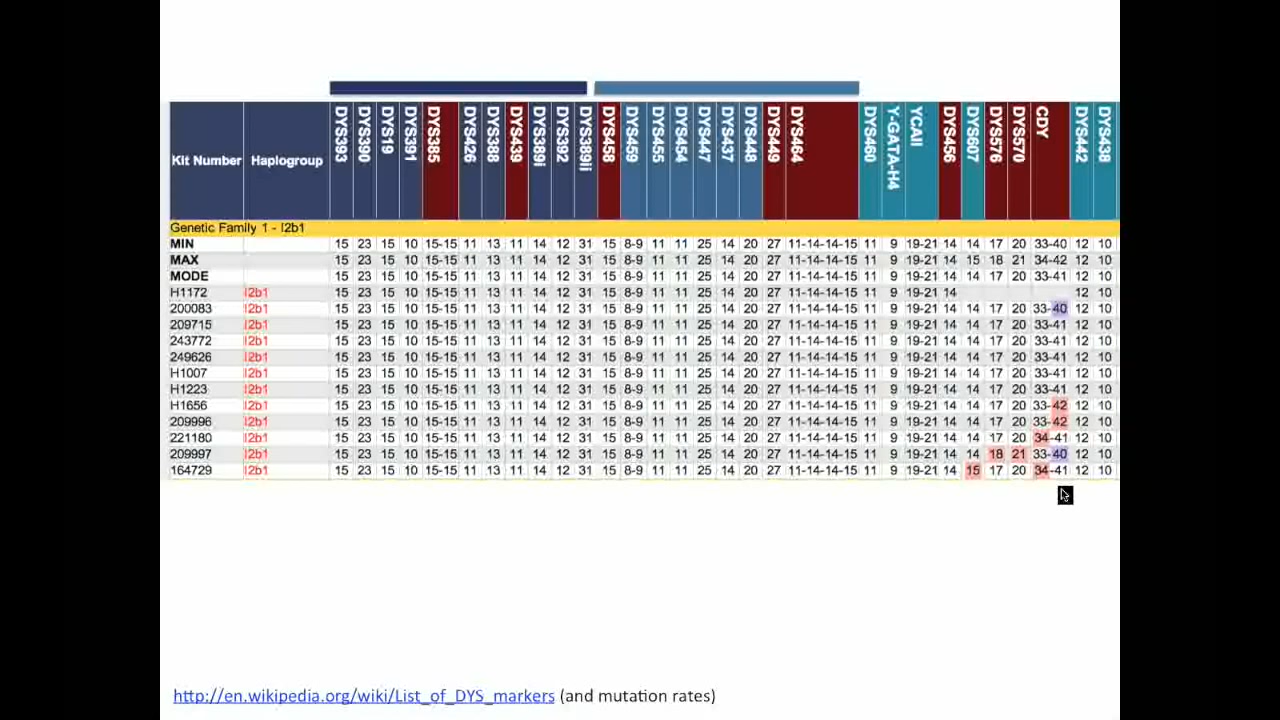 Kit Number Haplogroup DYS393 DYS390 DYS19 DYS391 DYS385 DYS426 DYS388 DYS439 DYS389i DYS392 DYS389ii DYS458 DYS459 DYS455 DYS454 DYS447 DYS437 DYS448 DYS449 DYS464 DYS460 Y-GATA-H4 YCAII DYS456 DYS607 DYS576 DYS570 CDY DYS442 DYS438
Genetic Family 1 - I2b1
MIN 15 23 15 10 15-15 11 13 11 14 12 31 15 8-9 11 11 25 14 20 27 11-14-14-15 11 9 19-21 14 14 17 20 33-40 12 10
MAX 15 23 15 10 15-15 11 13 11 14 12 31 15 8-9 11 11 25 14 20 27 11-14-14-15 11 9 19-21 14 15 18 21 34-42 12 10
MODE 15 23 15 10 15-15 11 13 11 14 12 31 15 8-9 11 11 25 14 20 27 11-14-14-15 11 9 19-21 14 14 17 20 33-41 12 10
H1172 I2b1 15 23 15 10 15-15 11 13 11 14 12 31 15 8-9 11 11 25 14 20 27 11-14-14-15 11 9 19-21 14 12 10
200083 I2b1 15 23 15 10 15-15 11 13 11 14 12 31 15 8-9 11 11 25 14 20 27 11-14-14-15 11 9 19-21 14 14 17 20 33-40 12 10
209715 I2b1 15 23 15 10 15-15 11 13 11 14 12 31 15 8-9 11 11 25 14 20 27 11-14-14-15 11 9 19-21 14 14 17 20 33-41 12 10
243772 I2b1 15 23 15 10 15-15 11 13 11 14 12 31 15 8-9 11 11 25 14 20 27 11-14-14-15 11 9 19-21 14 14 17 20 33-41 12 10
249626 I2b1 15 23 15 10 15-15 11 13 11 14 12 31 15 8-9 11 11 25 14 20 27 11-14-14-15 11 9 19-21 14 14 17 20 33-41 12 10
H1007 I2b1 15 23 15 10 15-15 11 13 11 14 12 31 15 8-9 11 11 25 14 20 27 11-14-14-15 11 9 19-21 14 14 17 20 33-41 12 10
H1223 I2b1 15 23 15 10 15-15 11 13 11 14 12 31 15 8-9 11 11 25 14 20 27 11-14-14-15 11 9 19-21 14 14 17 20 33-41 12 10
H1656 I2b1 15 23 15 10 15-15 11 13 11 14 12 31 15 8-9 11 11 25 14 20 27 11-14-14-15 11 9 19-21 14 14 17 20 33-42 12 10
209996 I2b1 15 23 15 10 15-15 11 13 11 14 12 31 15 8-9 11 11 25 14 20 27 11-14-14-15 11 9 19-21 14 14 17 20 33-42 12 10
221180 I2b1 15 23 15 10 15-15 11 13 11 14 12 31 15 8-9 11 11 25 14 20 27 11-14-14-15 11 9 19-21 14 14 17 20 34-41 12 10
209997 I2b1 15 23 15 10 15-15 11 13 11 14 12 31 15 8-9 11 11 25 14 20 27 11-14-14-15 11 9 19-21 14 14 18 21 33-40 12 10
164729 I2b1 15 23 15 10 15-15 11 13 11 14 12 31 15 8-9 11 11 25 14 20 27 11-14-14-15 11 9 19-21 14 15 17 20 34-41 12 10
http://en.wikipedia.org/wiki/List_of_DYS_markers (and mutation rates)